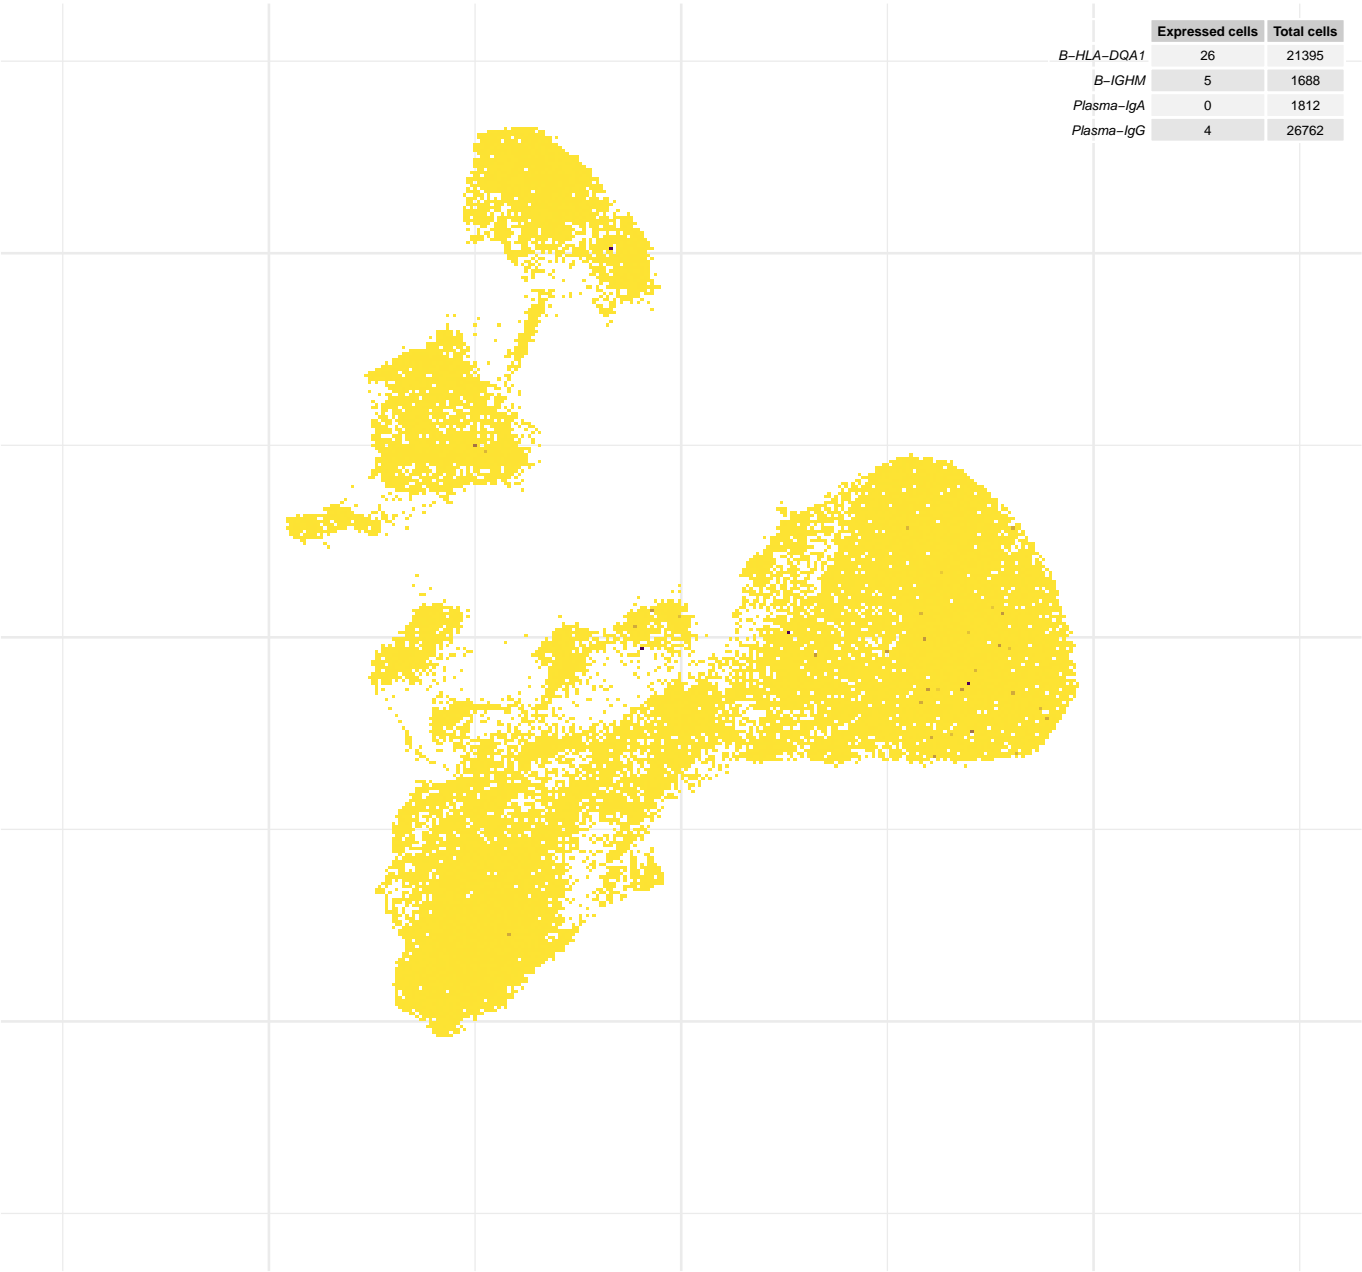 Expressed cells Total cells
B−HLA−DQA1 26 21395
B−IGHM 5 1688
Plasma−IgA 0 1812
Plasma−IgG 4 26762